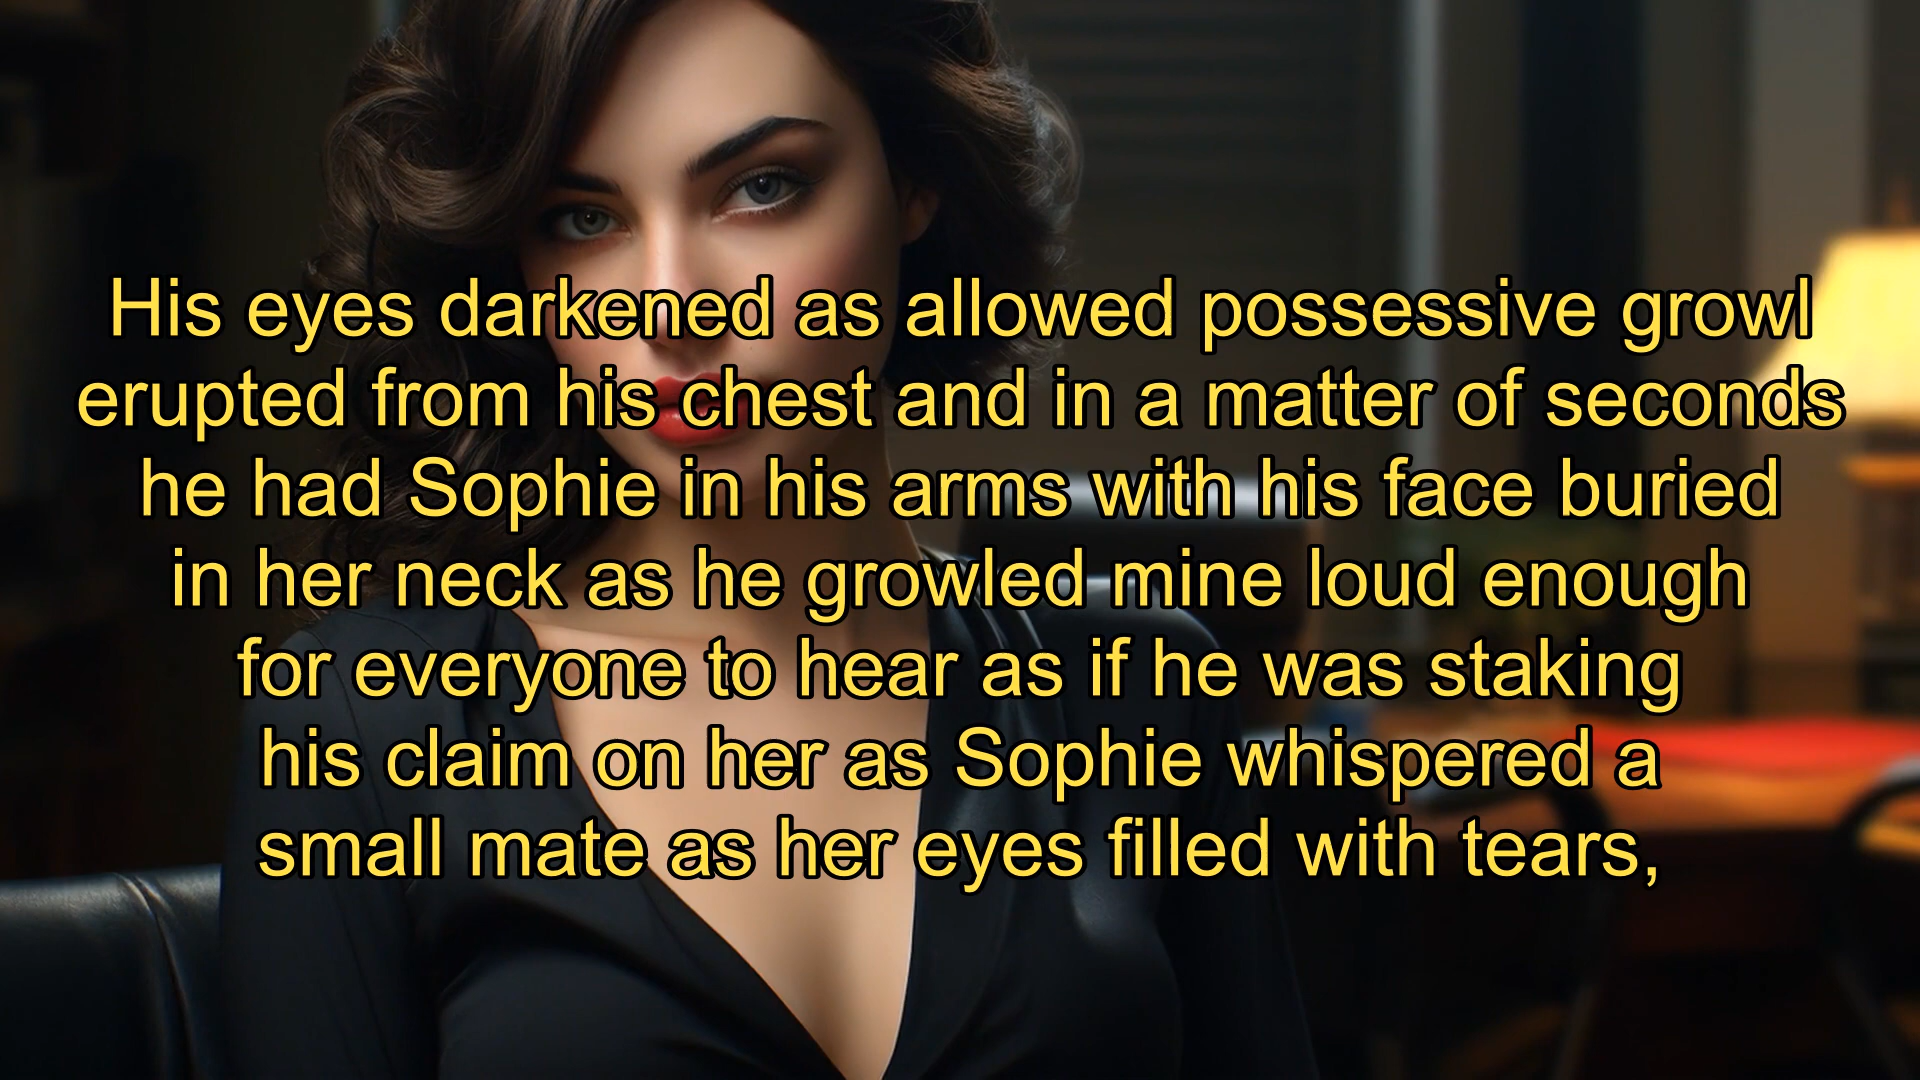 His eyes darkened as allowed possessive growl
erupted from his chest and in a matter of seconds
he had Sophie in his arms with his face buried
in her neck as he growled mine loud enough
for everyone to hear as if he was staking
his claim on her as Sophie whispered a
small mate as her eyes filled with tears,